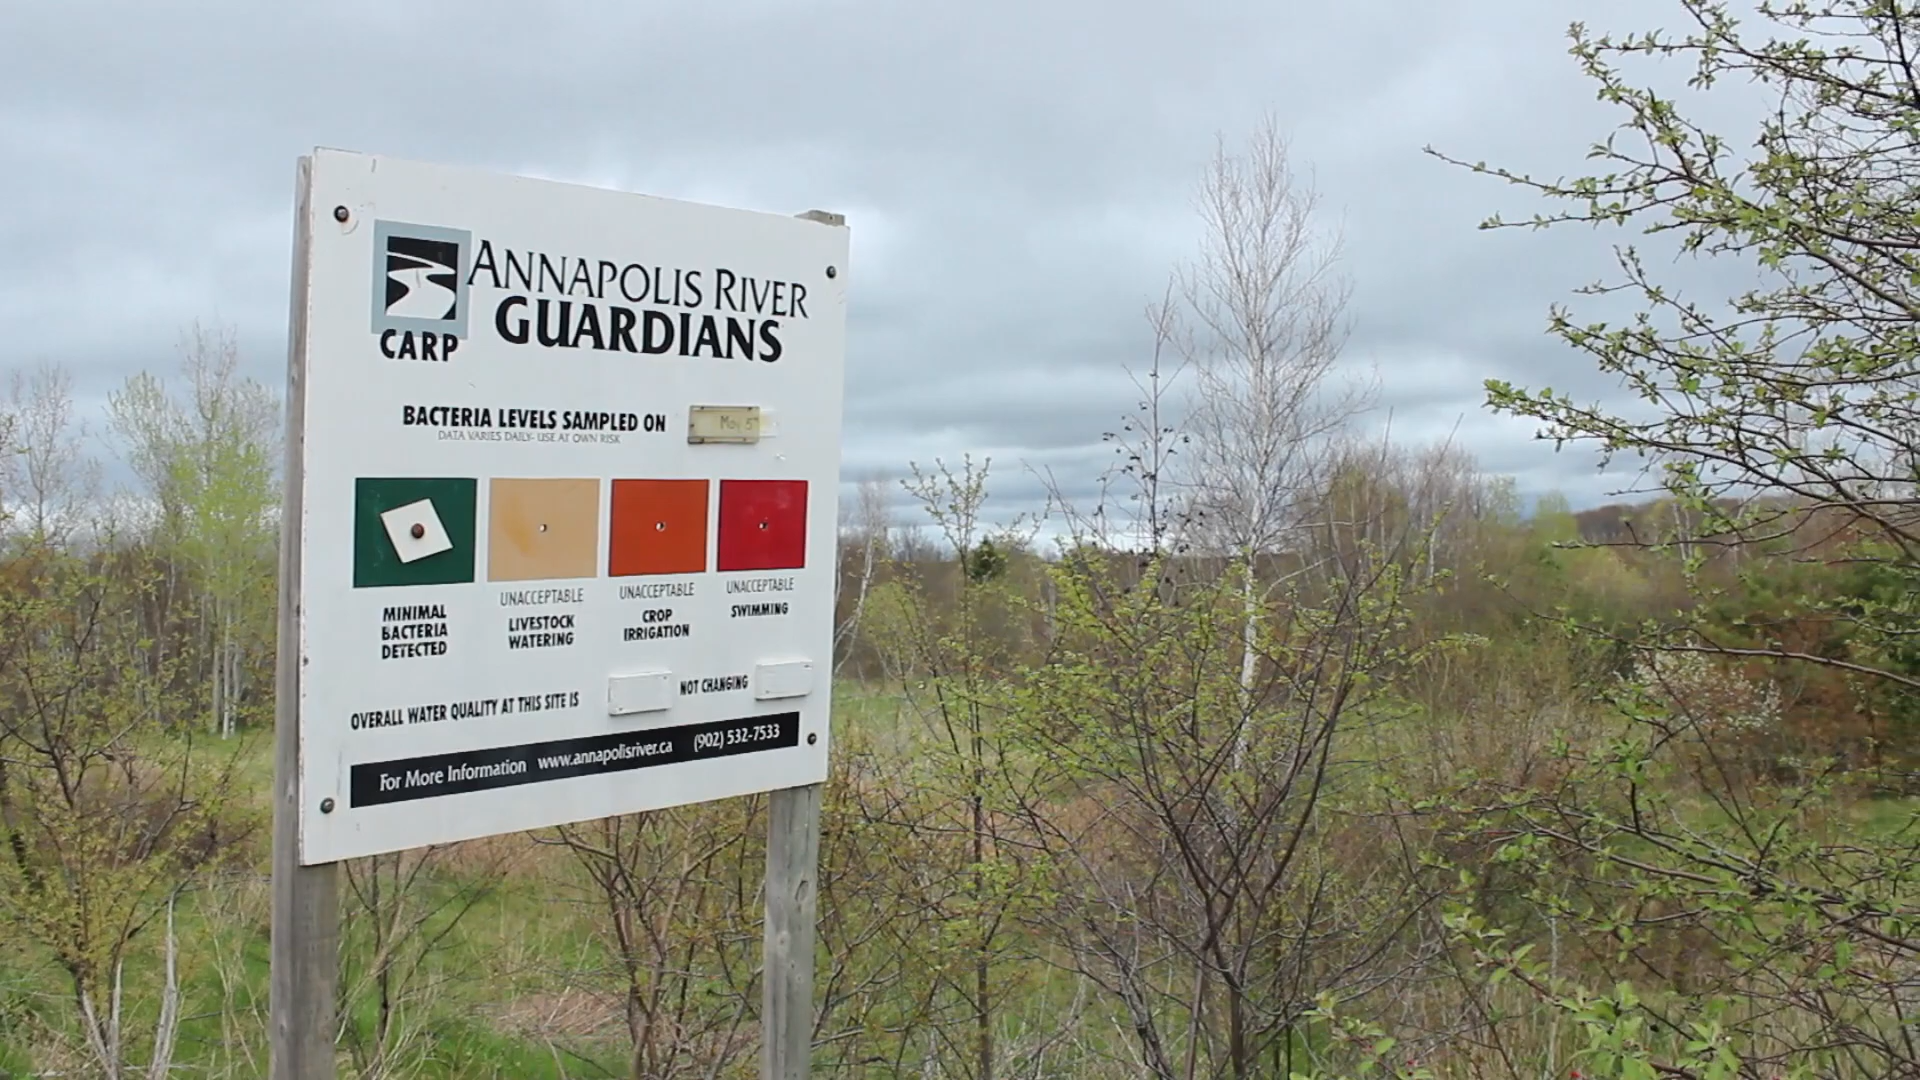 ANNAPOLIS RIVER
GUARDIANS
CARP
BACTERIA LEVELS SAMPLED ON May 5
DATA VARIES DAILY- USE AT OWN RISK
MINIMAL
BACTERIA
DETECTED
UNACCEPTABLE
LIVESTOCK
WATERING
UNACCEPTABLE
CROP
IRRIGATION
UNACCEPTABLE
SWIMMING
OVERALL WATER QUALITY AT THIS SITE IS NOT CHANGING
For More Information www.annapolisriver.ca (902) 532-7533